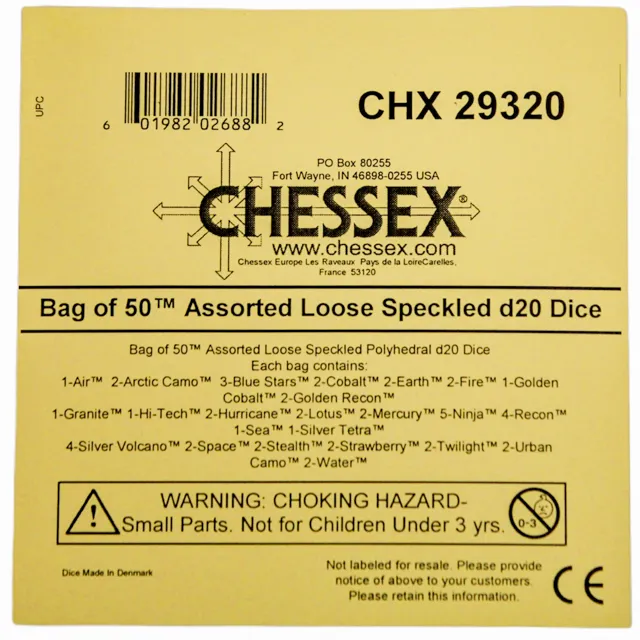 UPC
6 01982 02688 2
CHX 29320
PO Box 80255
Fort Wayne, IN 46898-0255 USA
CHESSEX®
www.chessex.com
Chessex Europe Les Raveaux Pays de la LoireCarelles,
France 53120
Bag of 50™ Assorted Loose Speckled d20 Dice
Bag of 50™ Assorted Loose Speckled Polyhedral d20 Dice
Each bag contains:
1-Air™ 2-Arctic Camo™ 3-Blue Stars™ 2-Cobalt™ 2-Earth™ 2-Fire™ 1-Golden
Cobalt™ 2-Golden Recon™
1-Granite™ 1-Hi-Tech™ 2-Hurricane™ 2-Lotus™ 2-Mercury™ 5-Ninja™ 4-Recon™
1-Sea™ 1-Silver Tetra™
4-Silver Volcano™ 2-Space™ 2-Stealth™ 2-Strawberry™ 2-Twilight™ 2-Urban
Camo™ 2-Water™
WARNING: CHOKING HAZARD-
Small Parts. Not for Children Under 3 yrs.
0-3
Dice Made In Denmark
Not labeled for resale. Please provide
notice of above to your customers.
Please retain this information.
CE